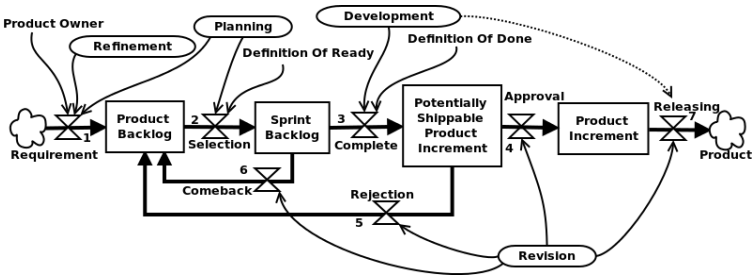 Product Owner
Refinement
Planning
Development
Definition Of Ready
Definition Of Done
Requirement
1
Product
Backlog
2
Selection
Sprint
Backlog
3
Complete
Potentially
Shippable
Product
Increment
Approval
4
Product
Increment
Releasing
7
Product
6
Comeback
Rejection
5
Revision